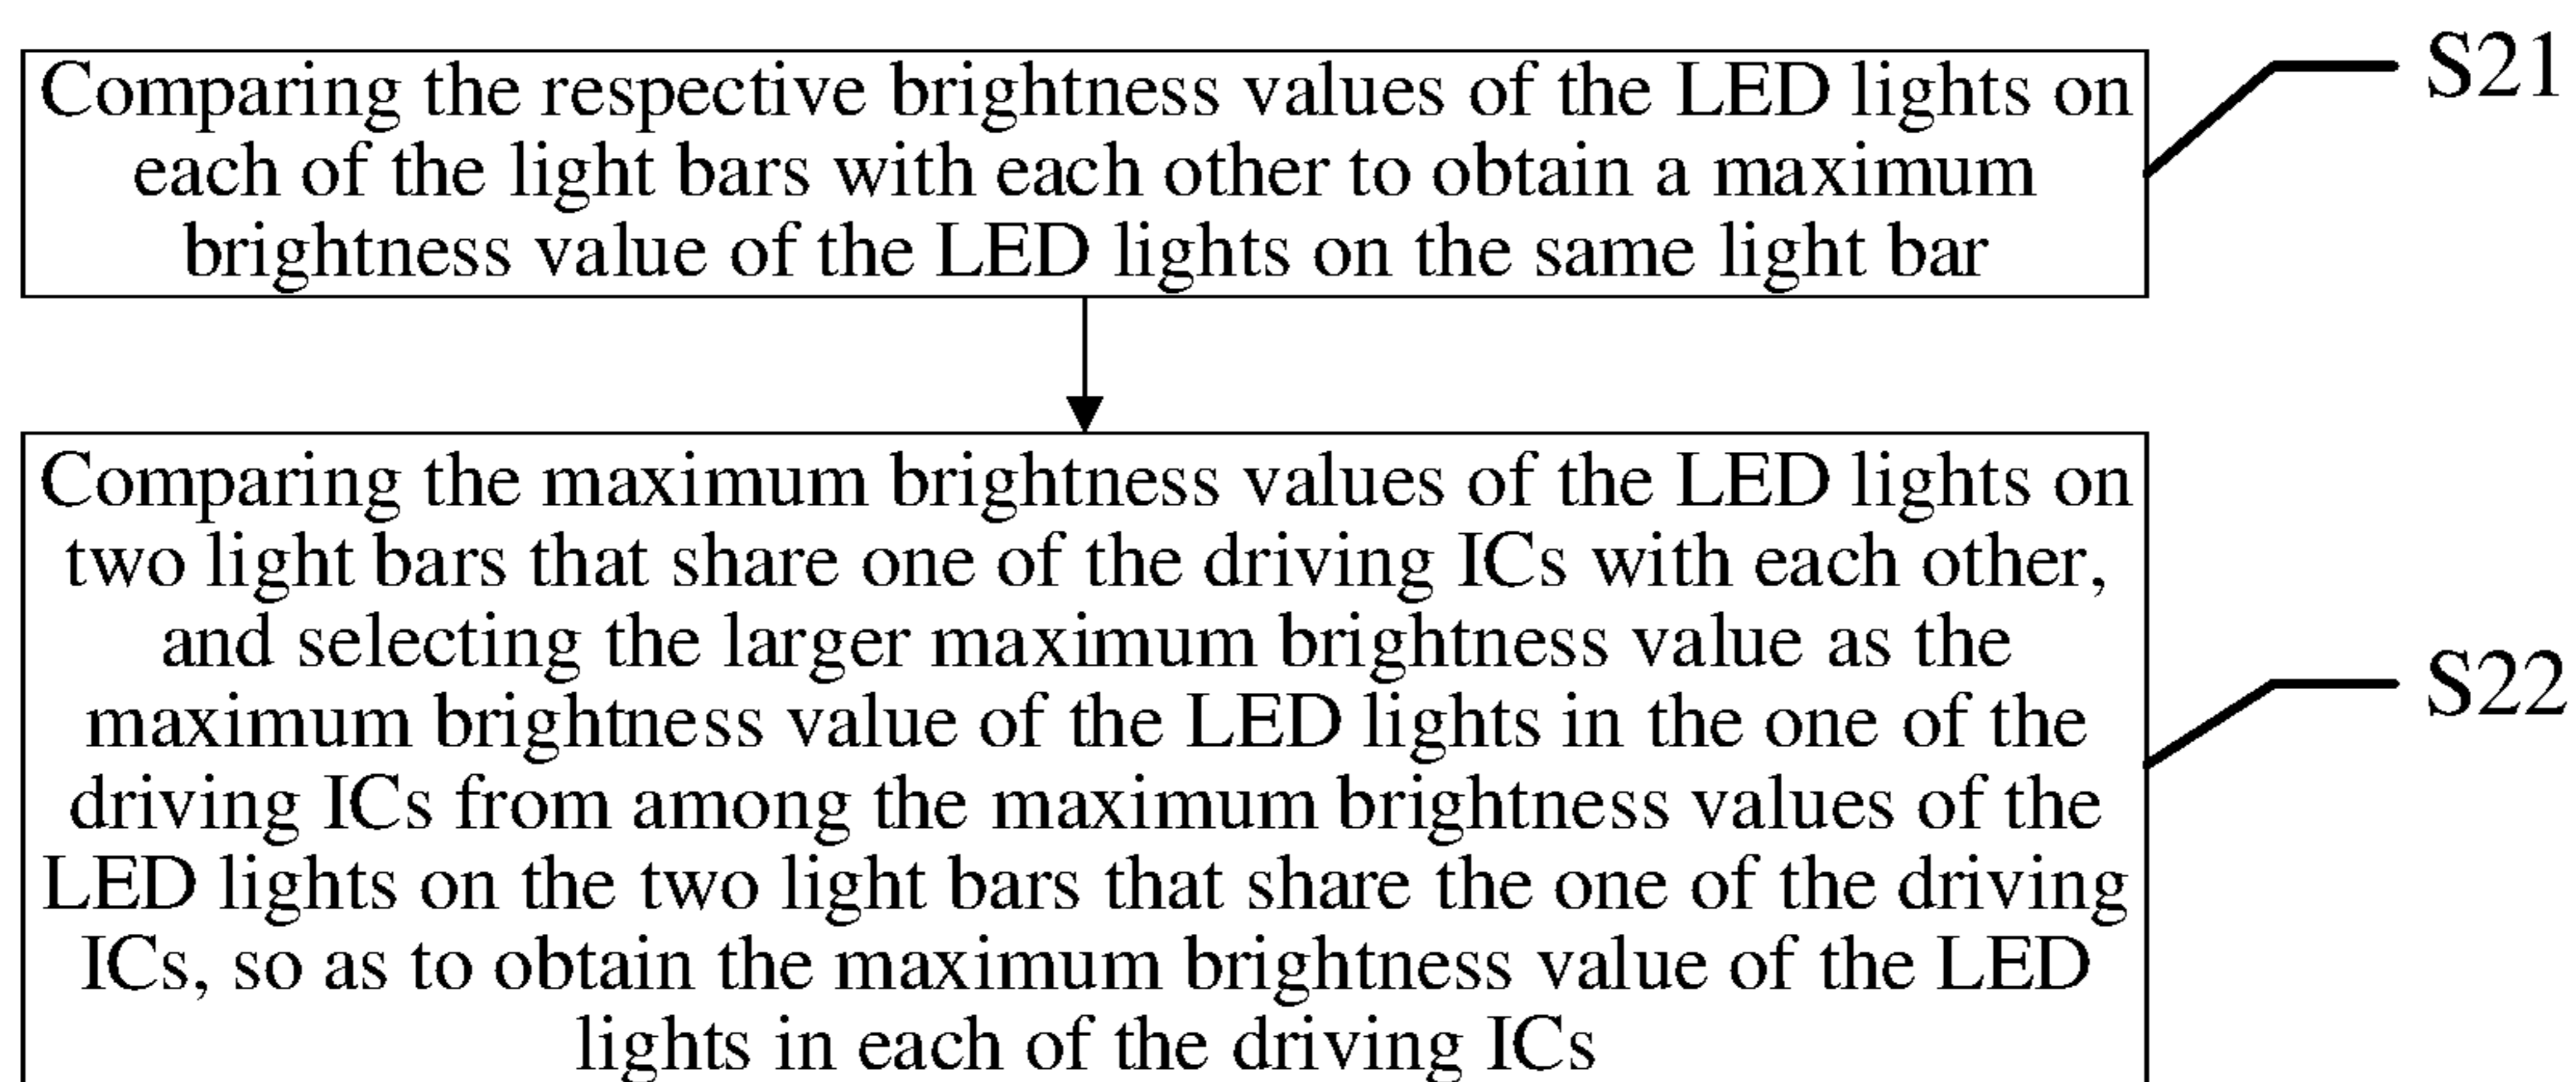 Comparing the respective brightness values of the LED lights on
each of the light bars with each other to obtain a maximum
brightness value of the LED lights on the same light bar
S21
Comparing the maximum brightness values of the LED lights on
two light bars that share one of the driving ICs with each other,
and selecting the larger maximum brightness value as the
maximum brightness value of the LED lights in the one of the
driving ICs from among the maximum brightness values of the
LED lights on the two light bars that share the one of the driving
ICs, so as to obtain the maximum brightness value of the LED
lights in each of the driving ICs
S22